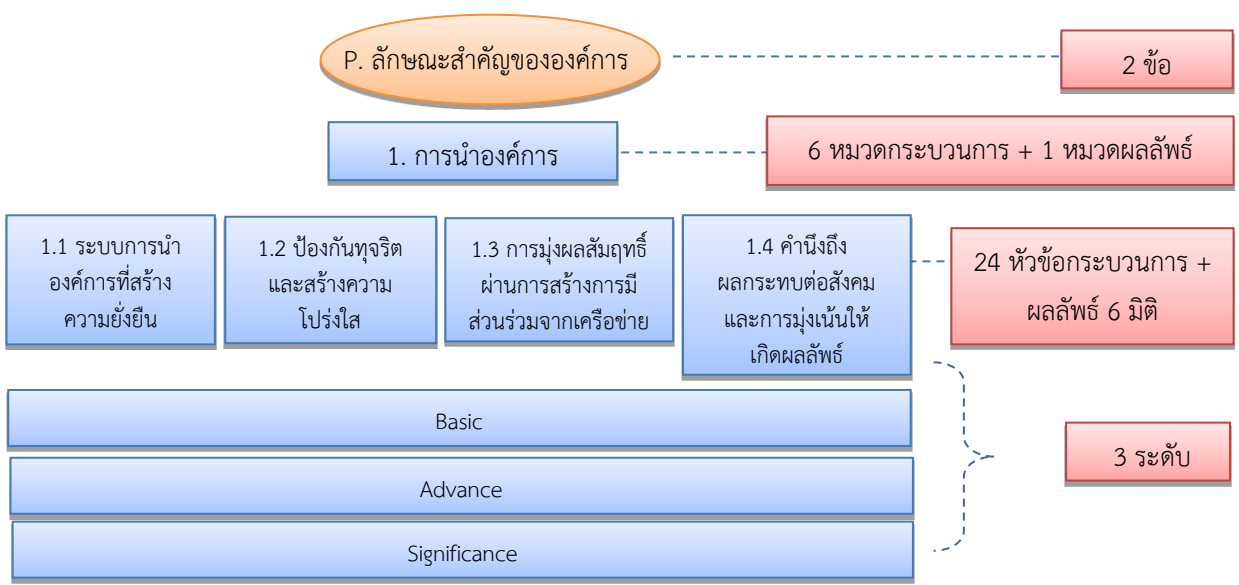 P. ลักษณะสำคัญขององค์การ
2 ข้อ
1. การนำองค์การ
6 หมวดกระบวนการ + 1 หมวดผลลัพธ์
1.1 ระบบการนำ
องค์การที่สร้าง
ความยั่งยืน
1.2 ป้องกันทุจริต
และสร้างความ
โปร่งใส
1.3 การมุ่งผลสัมฤทธิ์
ผ่านการสร้างการมี
ส่วนร่วมจากเครือข่าย
1.4 คำนึงถึง
ผลกระทบต่อสังคม
และการมุ่งเน้นให้
เกิดผลลัพธ์
24 หัวข้อกระบวนการ +
ผลลัพธ์ 6 มิติ
Basic
Advance
Significance
3 ระดับ